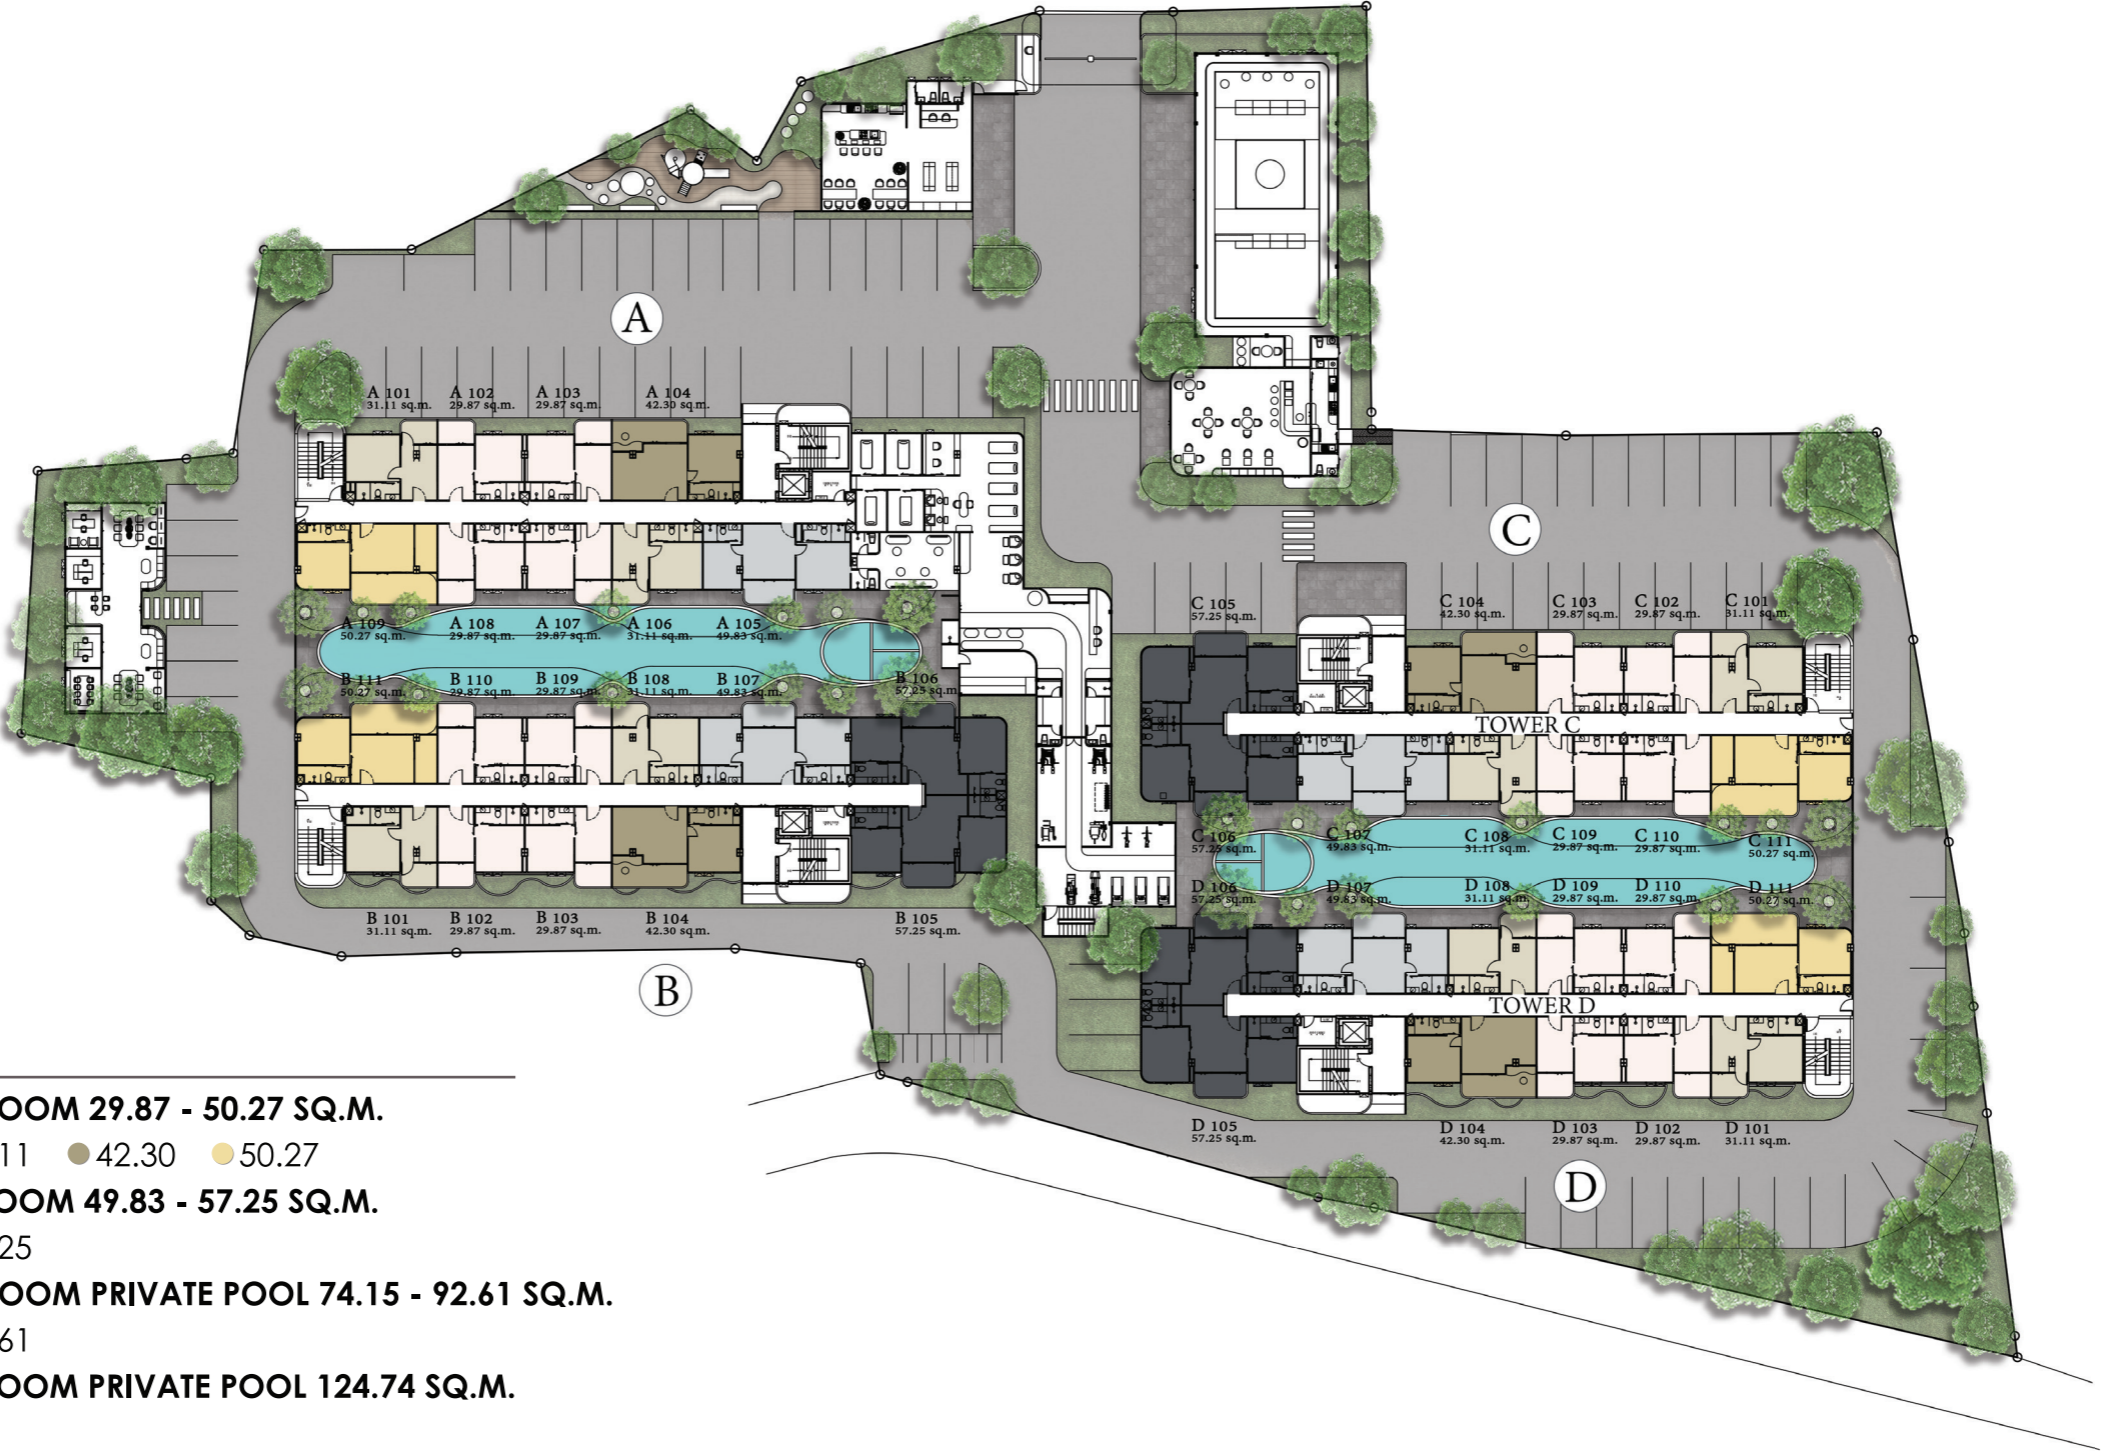 A
A 101
31.11 sq.m.
A 102
29.87 sq.m.
A 103
29.87 sq.m.
A 104
42.30 sq.m.
C
C 105
57.25 sq.m.
C 104
42.30 sq.m.
C 103
29.87 sq.m.
C 102
29.87 sq.m.
C 101
31.11 sq.m.
A 109
50.27 sq.m.
A 108
29.87 sq.m.
A 107
29.87 sq.m.
A 106
31.11 sq.m.
A 105
49.83 sq.m.
B 111
50.27 sq.m.
B 110
29.87 sq.m.
B 109
29.87 sq.m.
B 108
31.11 sq.m.
B 107
49.83 sq.m.
B 106
57.25 sq.m.
TOWER C
C 106
57.25 sq.m.
C 107
49.83 sq.m.
C 108
31.11 sq.m.
C 109
29.87 sq.m.
C 110
29.87 sq.m.
C 111
50.27 sq.m.
D 106
57.25 sq.m.
D 107
49.83 sq.m.
D 108
31.11 sq.m.
D 109
29.87 sq.m.
D 110
29.87 sq.m.
D 111
50.27 sq.m.
B 101
31.11 sq.m.
B 102
29.87 sq.m.
B 103
29.87 sq.m.
B 104
42.30 sq.m.
B 105
57.25 sq.m.
B
TOWER D
D 105
57.25 sq.m.
D 104
42.30 sq.m.
D 103
29.87 sq.m.
D 102
29.87 sq.m.
D 101
31.11 sq.m.
D
OOM 29.87 - 50.27 SQ.M.
11 42.30 50.27
OOM 49.83 - 57.25 SQ.M.
25
OOM PRIVATE POOL 74.15 - 92.61 SQ.M.
61
OOM PRIVATE POOL 124.74 SQ.M.